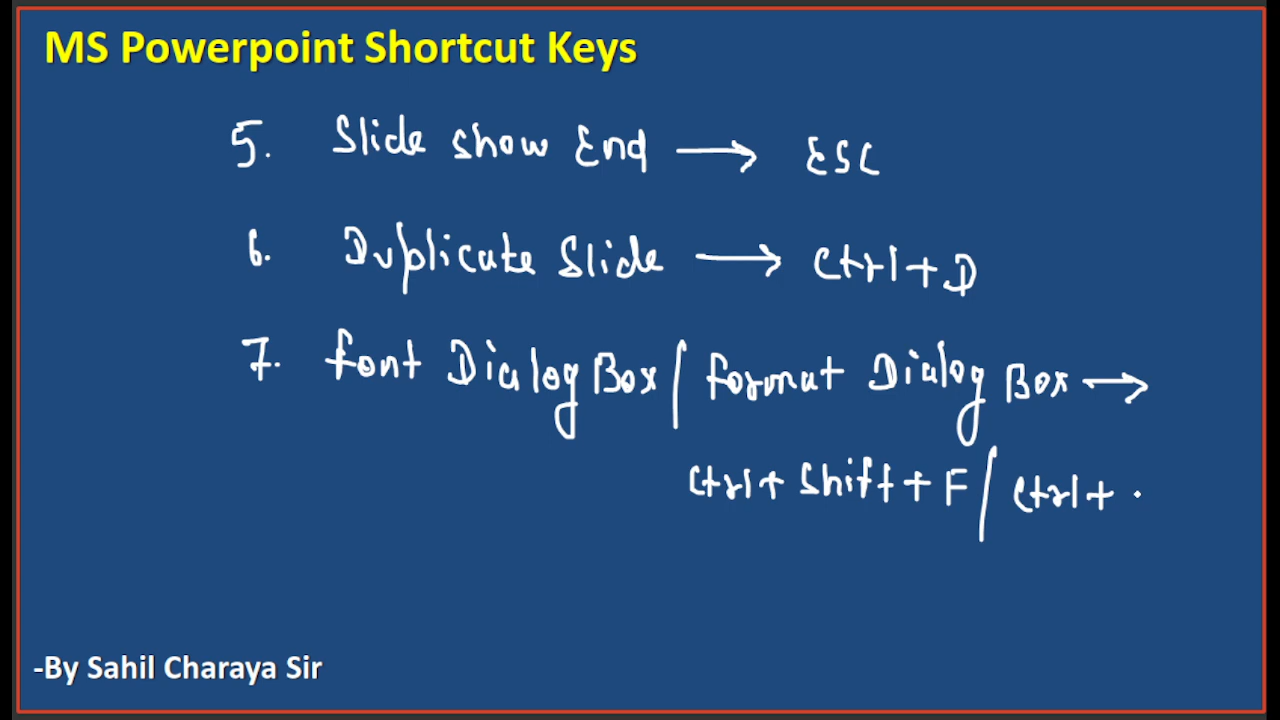 MS Powerpoint Shortcut Keys
5. Slide show End → ESC
6. Duplicate Slide → Ctrl+D
7. font Dialog Box / format Dialog Box →
Ctrl + Shift + F / Ctrl +
-By Sahil Charaya Sir